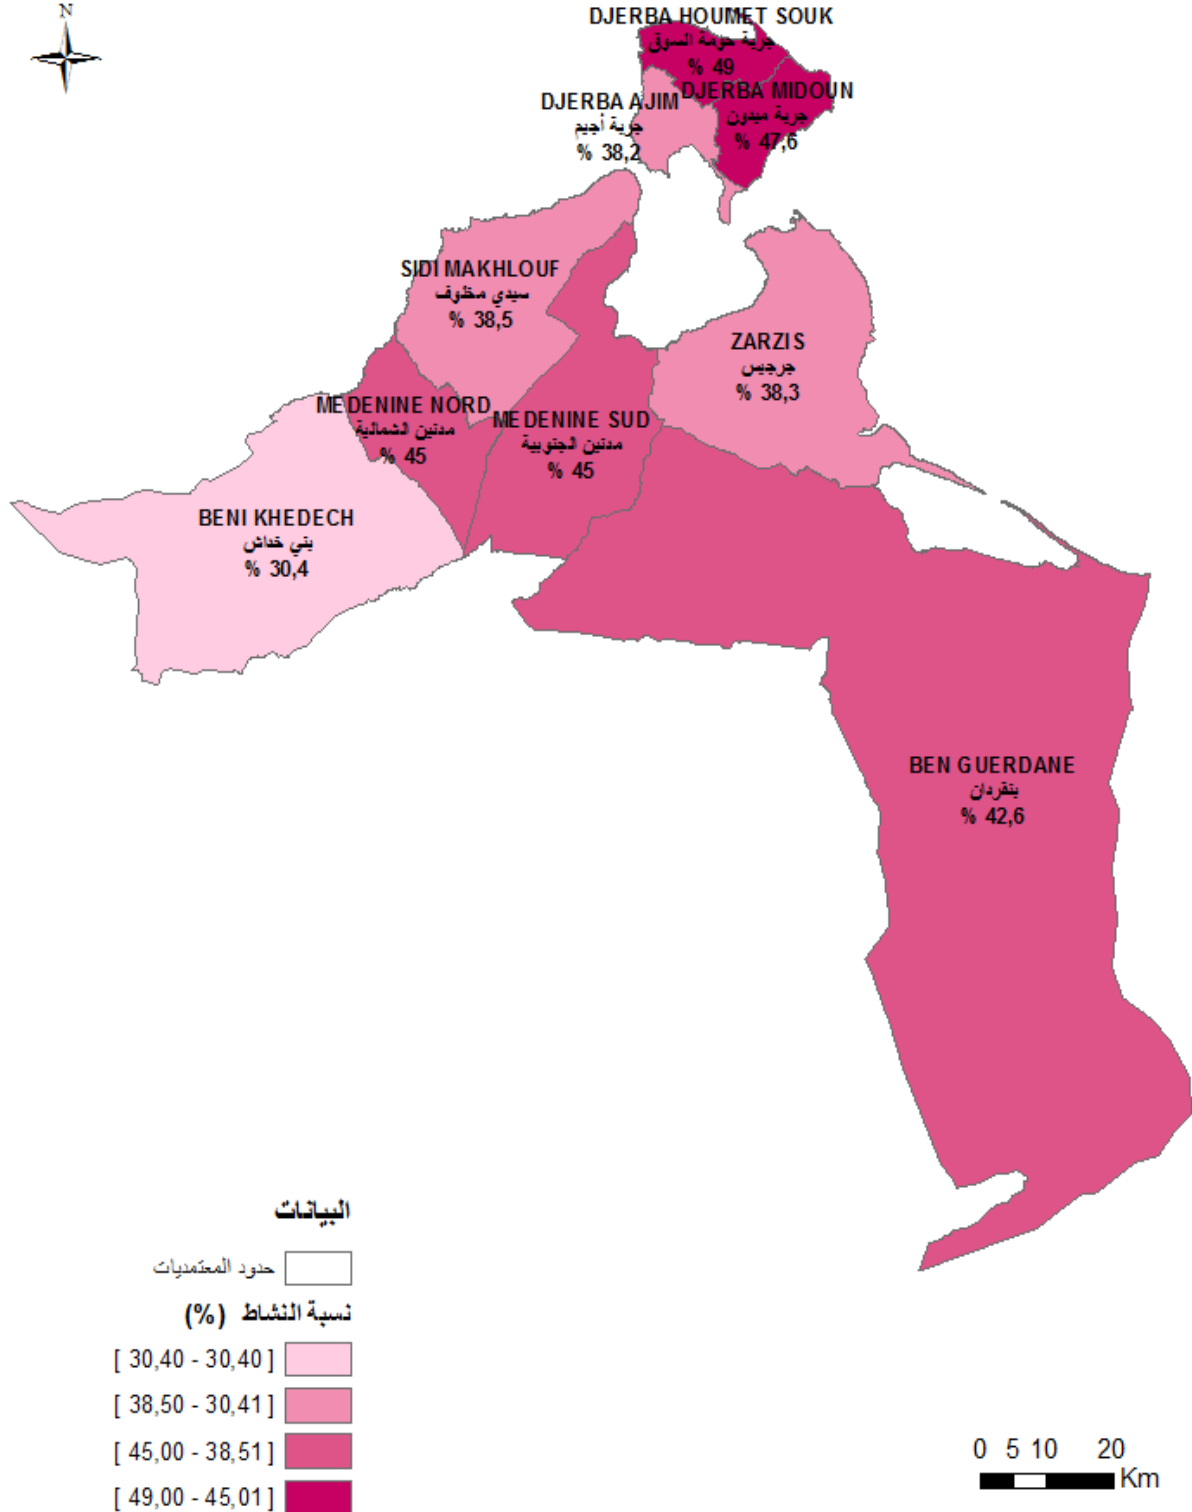 N
DJERBA HOUMET SOUK
جربة حومة السوق
% 49
DJERBA MIDOUN
جربة ميدون
% 47,6
DJERBA AJIM
جربة أجيم
% 38,2
SIDI MAKHLOUF
سيدي مخلوف
% 38,5
ZARZIS
جرجيس
% 38,3
MEDENINE NORD
مدنين الشمالية
% 45
MEDENINE SUD
مدنين الجنوبية
% 45
BENI KHEDECH
بني خداش
% 30,4
BEN GUERDANE
بنقردان
% 42,6
البيانات
حدود المعتمديات
نسبة النشاط (%)
[ 30,40 - 30,40 ]
[ 38,50 - 30,41 ]
[ 45,00 - 38,51 ]
[ 49,00 - 45,01 ]
0 5 10 20
Km